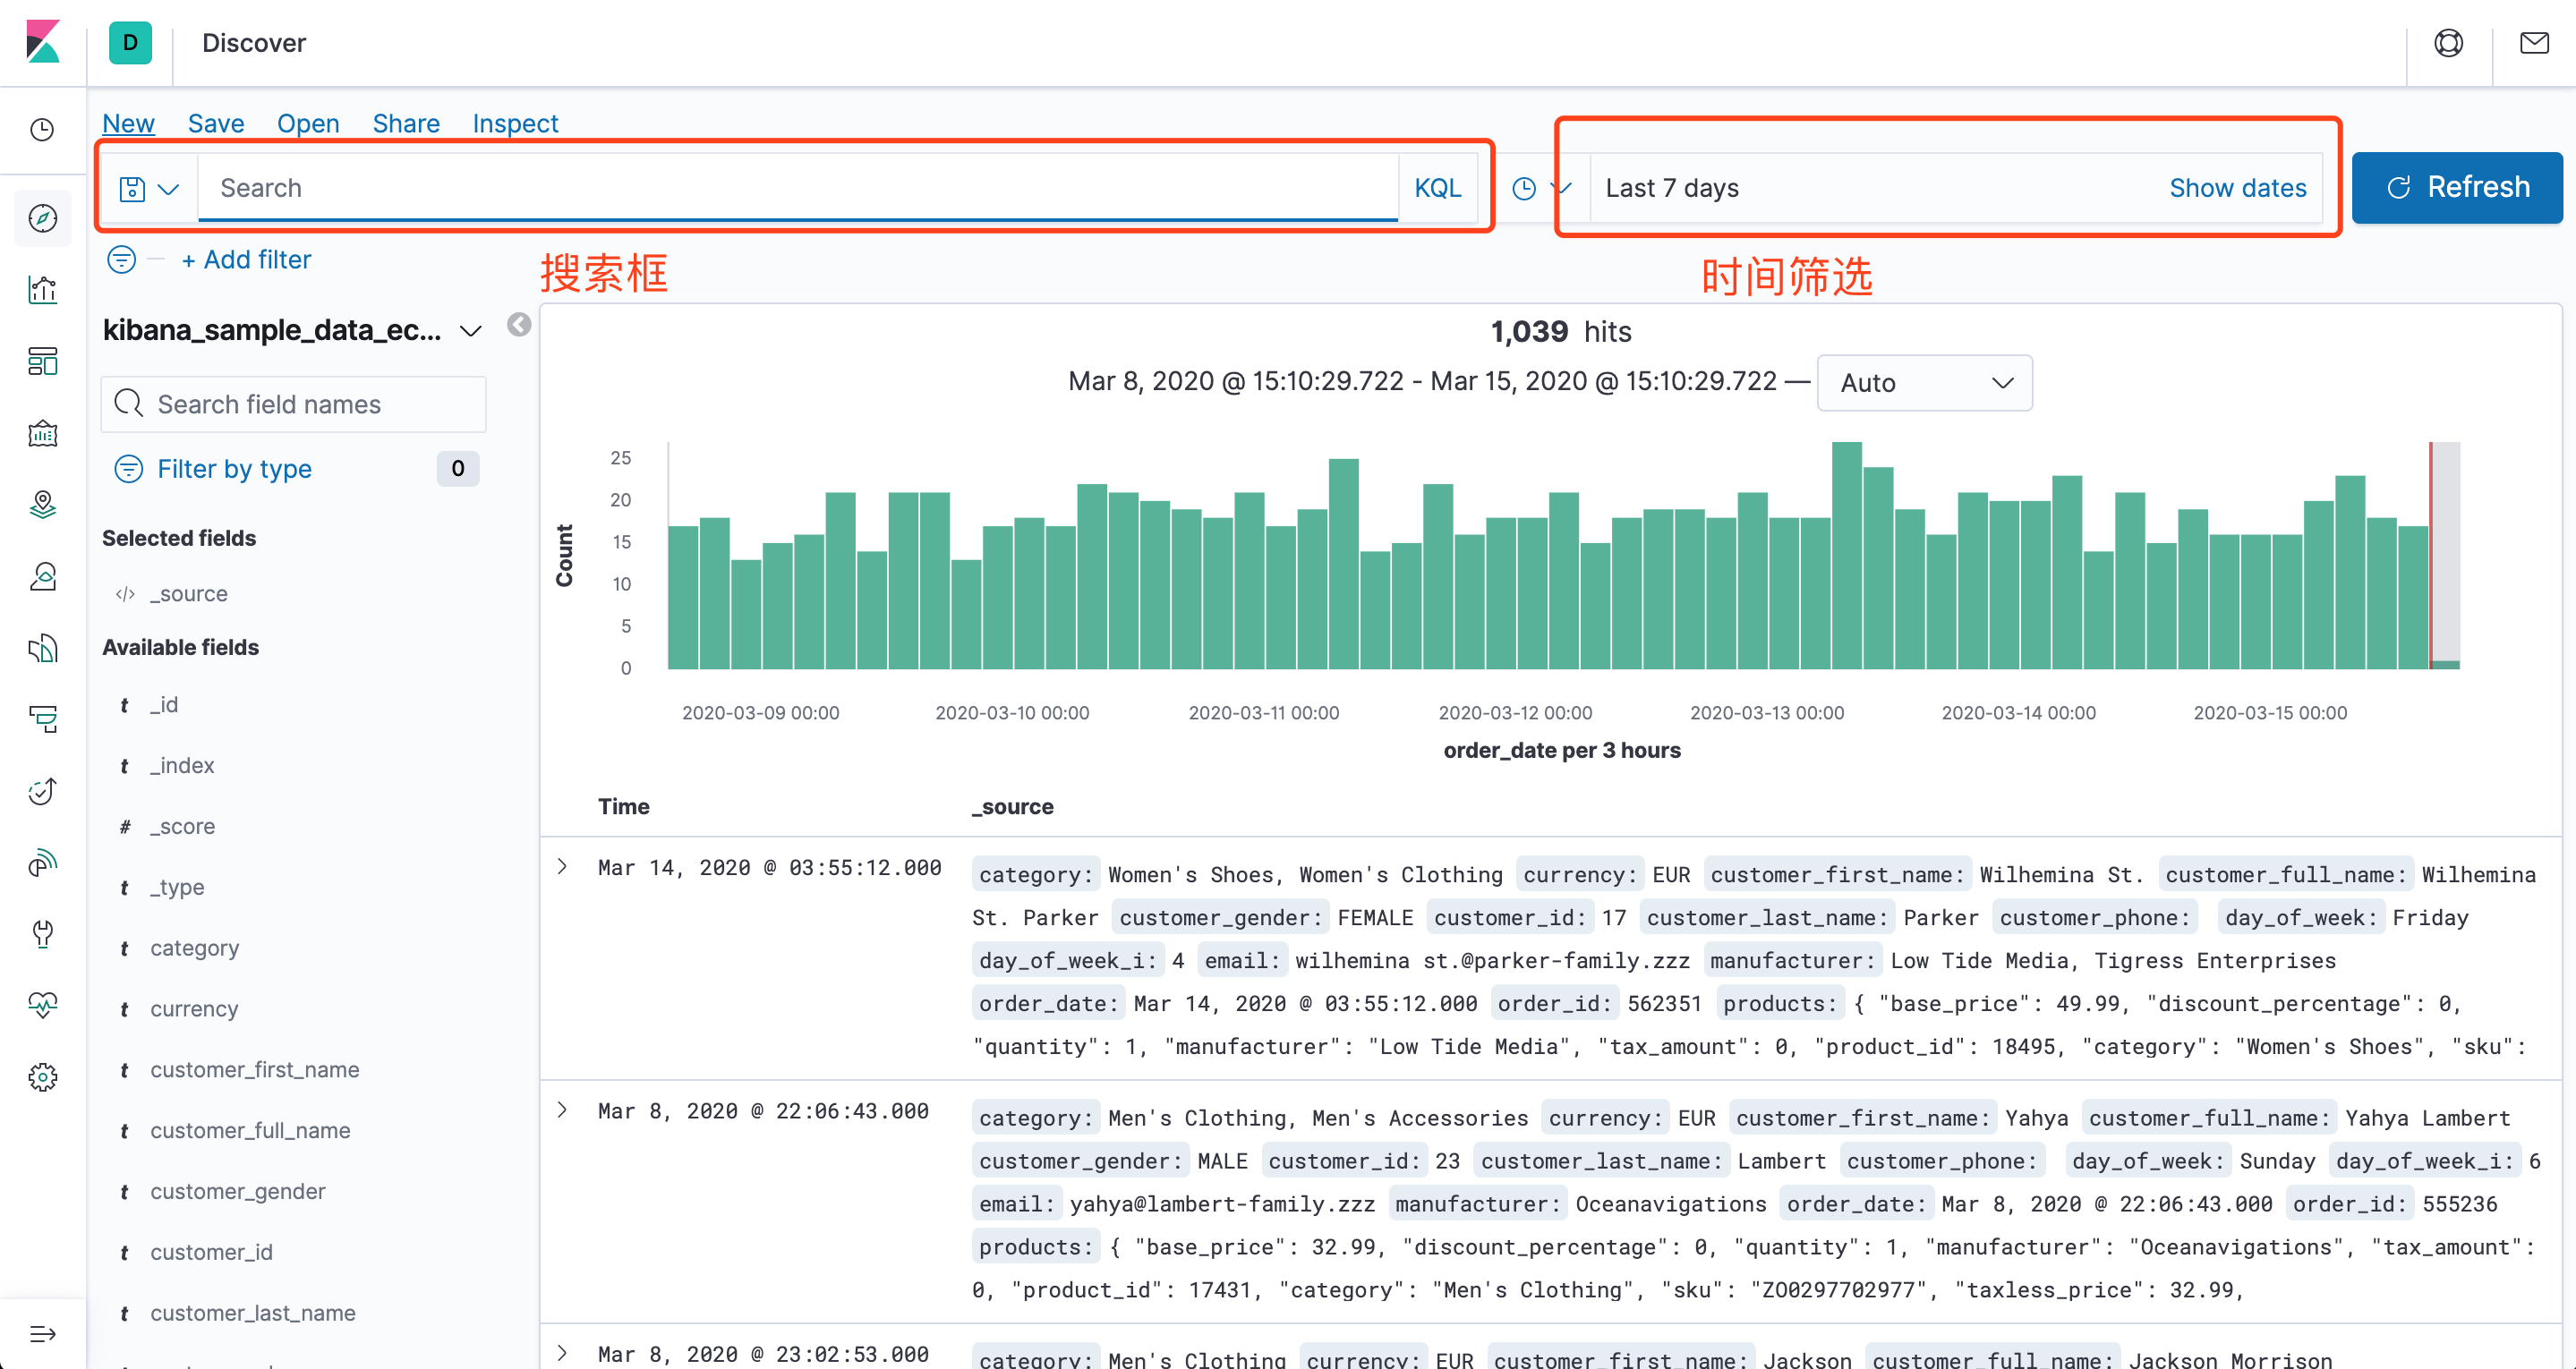 D Discover
New Save Open Share Inspect
Search KQL Last 7 days Show dates Refresh
+ Add filter
搜索框 时间筛选
kibana_sample_data_ec...
Search field names
Filter by type 0
Selected fields
</> _source
Available fields
t _id
t _index
# _score
t _type
t category
t currency
t customer_first_name
t customer_full_name
t customer_gender
t customer_id
t customer_last_name
1,039 hits
Mar 8, 2020 @ 15:10:29.722 - Mar 15, 2020 @ 15:10:29.722 — Auto
Count
25
20
15
10
5
0
2020-03-09 00:00 2020-03-10 00:00 2020-03-11 00:00 2020-03-12 00:00 2020-03-13 00:00 2020-03-14 00:00 2020-03-15 00:00
order_date per 3 hours
Time _source
Mar 14, 2020 @ 03:55:12.000
category: Women's Shoes, Women's Clothing currency: EUR customer_first_name: Wilhemina St. customer_full_name: Wilhemina
St. Parker customer_gender: FEMALE customer_id: 17 customer_last_name: Parker customer_phone: day_of_week: Friday
day_of_week_i: 4 email: wilhemina st.@parker-family.zzz manufacturer: Low Tide Media, Tigress Enterprises
order_date: Mar 14, 2020 @ 03:55:12.000 order_id: 562351 products: { "base_price": 49.99, "discount_percentage": 0,
"quantity": 1, "manufacturer": "Low Tide Media", "tax_amount": 0, "product_id": 18495, "category": "Women's Shoes", "sku":
Mar 8, 2020 @ 22:06:43.000
category: Men's Clothing, Men's Accessories currency: EUR customer_first_name: Yahya customer_full_name: Yahya Lambert
customer_gender: MALE customer_id: 23 customer_last_name: Lambert customer_phone: day_of_week: Sunday day_of_week_i: 6
email: yahya@lambert-family.zzz manufacturer: Oceanavigations order_date: Mar 8, 2020 @ 22:06:43.000 order_id: 555236
products: { "base_price": 32.99, "discount_percentage": 0, "quantity": 1, "manufacturer": "Oceanavigations", "tax_amount":
0, "product_id": 17431, "category": "Men's Clothing", "sku": "ZO0297702977", "taxless_price": 32.99,
Mar 8, 2020 @ 23:02:53.000
category: Men's Clothing currency: EUR customer_first_name: Jackson customer_full_name: Jackson Morrison